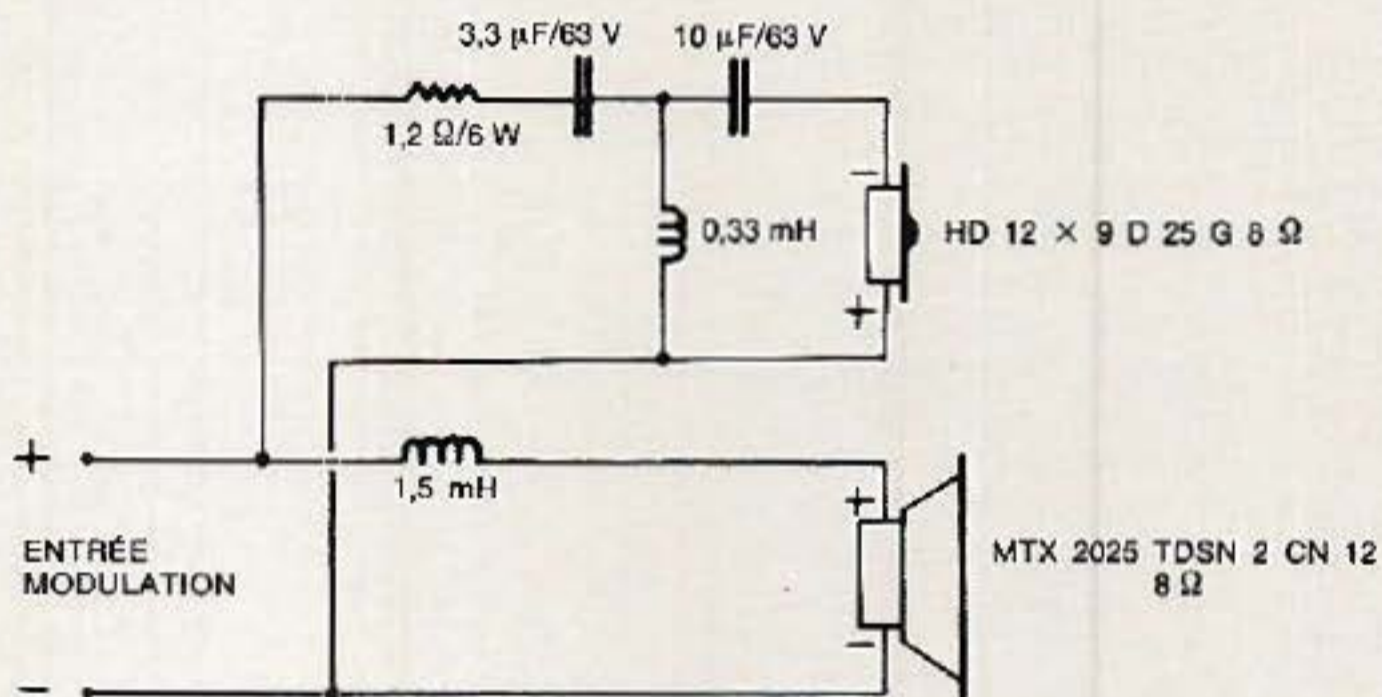 3,3 µF/63 V
10 µF/63 V
1,2 Ω/6 W
−
0,33 mH
HD 12 × 9 D 25 G 8 Ω
+
+
1,5 mH
+
ENTRÉE
MODULATION
MTX 2025 TDSN 2 CN 12
8 Ω
−
−